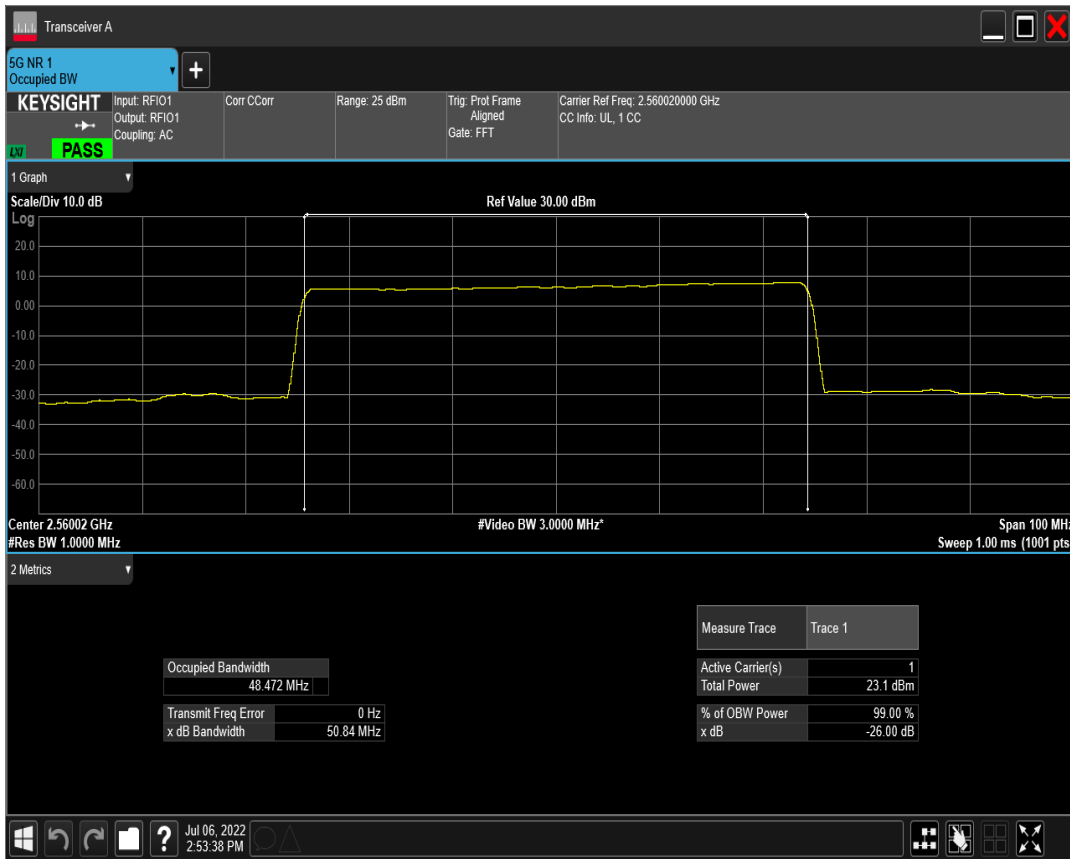 Transceiver A
5G NR 1
Occupied BW
+
KEYSIGHT
LXI
PASS
Input: RFIO1
Output: RFIO1
Coupling: AC
Corr CCorr
Range: 25 dBm
Trig: Prot Frame
Aligned
Gate: FFT
Carrier Ref Freq: 2.560020000 GHz
CC Info: UL, 1 CC
1 Graph
Scale/Div 10.0 dB
Ref Value 30.00 dBm
Log
20.0
10.0
0.00
-10.0
-20.0
-30.0
-40.0
-50.0
-60.0
Center 2.56002 GHz
#Video BW 3.0000 MHz*
Span 100 MHz
#Res BW 1.0000 MHz
Sweep 1.00 ms (1001 pts
2 Metrics
Measure Trace Trace 1
Occupied Bandwidth
48.472 MHz
Active Carrier(s) 1
Total Power 23.1 dBm
Transmit Freq Error 0 Hz
x dB Bandwidth 50.84 MHz
% of OBW Power 99.00 %
x dB -26.00 dB
?
Jul 06, 2022
2:53:38 PM